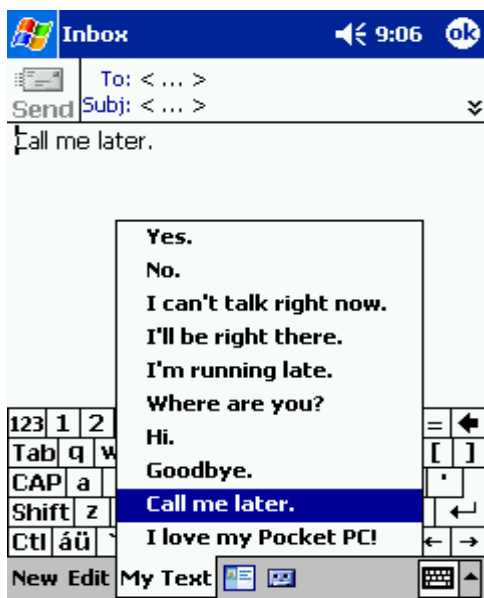 Inbox 9:06 ok
To: < ... >
Send Subj: < ... >
Call me later.
Yes.
No.
I can't talk right now.
I'll be right there.
I'm running late.
Where are you?
Hi.
Goodbye.
Call me later.
I love my Pocket PC!
123 1 2 =
Tab q w [ ]
CAP a '
Shift z
Ctl áü `
New Edit My Text